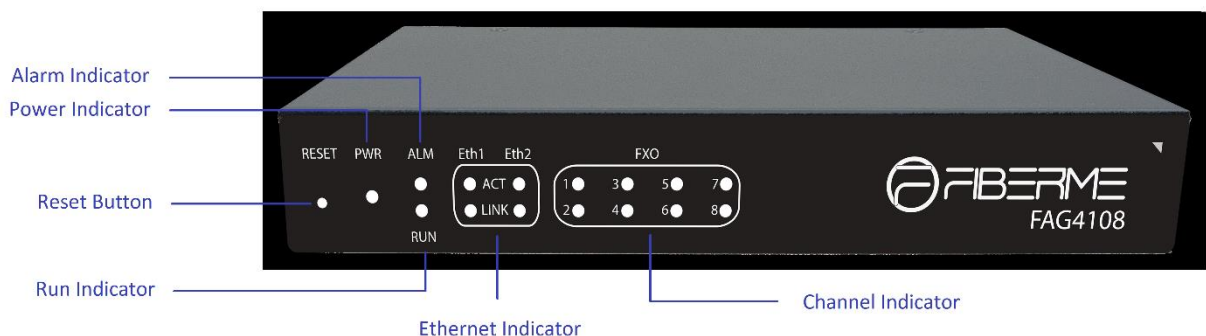 Alarm Indicator
Power Indicator
RESET PWR ALM Eth1 Eth2 FXO
ACT 1 3 5 7
Reset Button
LINK 2 4 6 8
RUN
FIBERME
FAG4108
Run Indicator
Channel Indicator
Ethernet Indicator